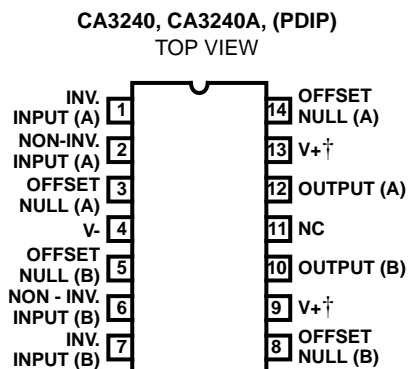 CA3240, CA3240A, (PDIP)
TOP VIEW
INV.
INPUT (A)
1
NON-INV.
INPUT (A)
2
OFFSET
NULL (A)
3
V-
4
OFFSET
NULL (B)
5
NON - INV.
INPUT (B)
6
INV.
INPUT (B)
7
14
OFFSET
NULL (A)
13
V+†
12
OUTPUT (A)
11
NC
10
OUTPUT (B)
9
V+†
8
OFFSET
NULL (B)